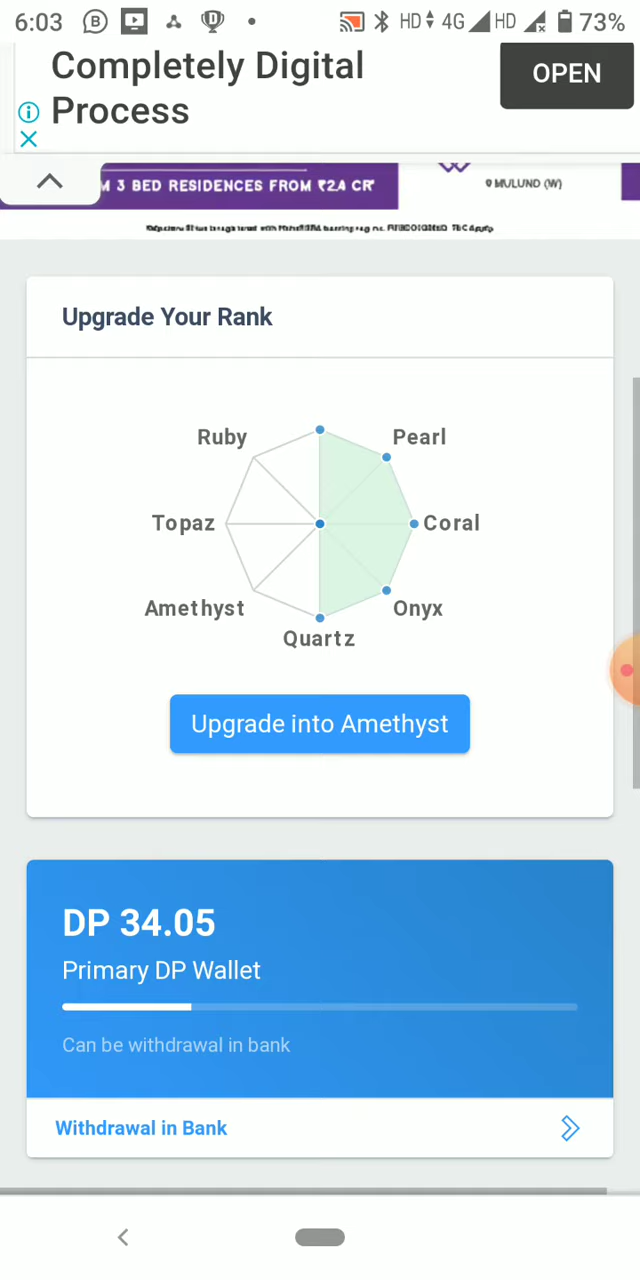 6:03
HD 4G HD 73%
Completely Digital
Process
OPEN
M 3 BED RESIDENCES FROM ₹2.4 CR*
MULUND (W)
Upgrade Your Rank
Ruby
Pearl
Topaz
Coral
Amethyst
Onyx
Quartz
Upgrade into Amethyst
DP 34.05
Primary DP Wallet
Can be withdrawal in bank
Withdrawal in Bank